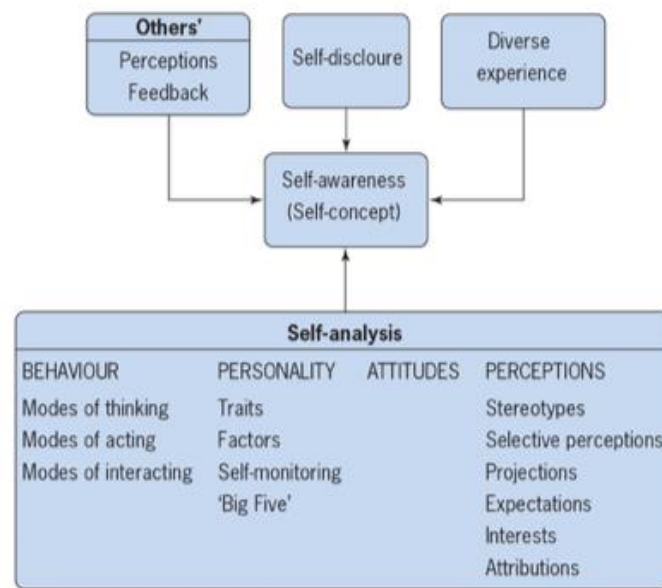 Others'
Perceptions
Feedback
Self-discloure
Diverse
experience
Self-awareness
(Self-concept)
Self-analysis
BEHAVIOUR
Modes of thinking
Modes of acting
Modes of interacting
PERSONALITY
Traits
Factors
Self-monitoring
'Big Five'
ATTITUDES
PERCEPTIONS
Stereotypes
Selective perceptions
Projections
Expectations
Interests
Attributions